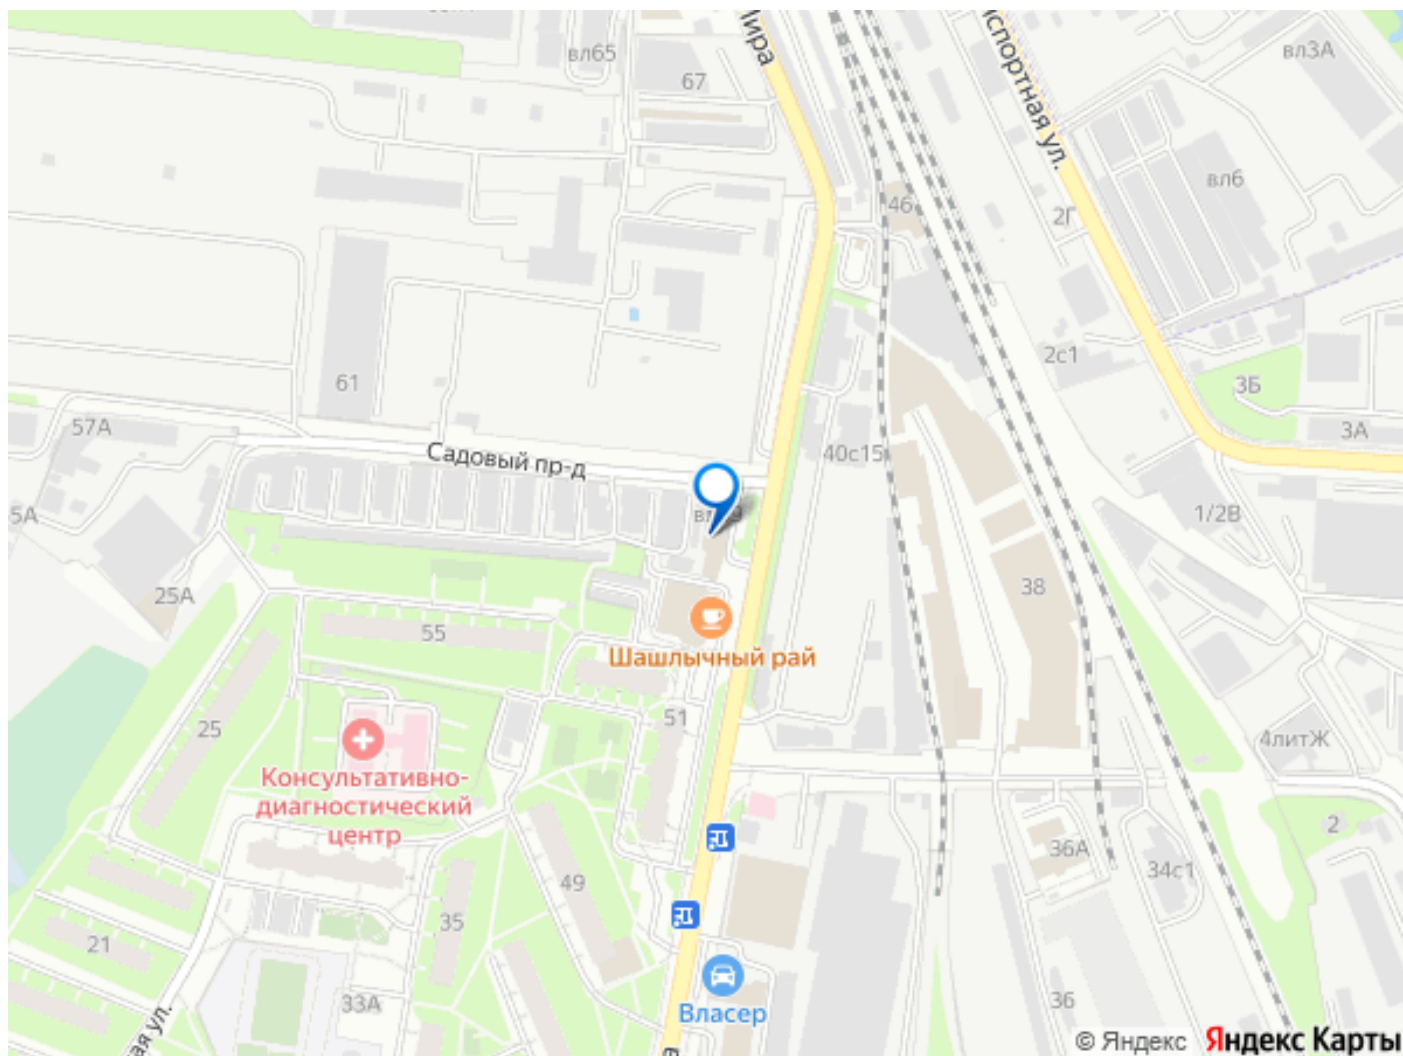 вл65
67
вл3А
спортная ул.
вл6
46
2Г
2с1
61
3Б
3А
57А
Садовый пр-д
40с15
5А
1/2В
25А
38
55
Шашлычный рай
25
51
4литЖ
Консультативно-
диагностический
центр
2
36А
34с1
49
35
21
33А
36
Власер
ая ул.
© Яндекс Яндекс Карты